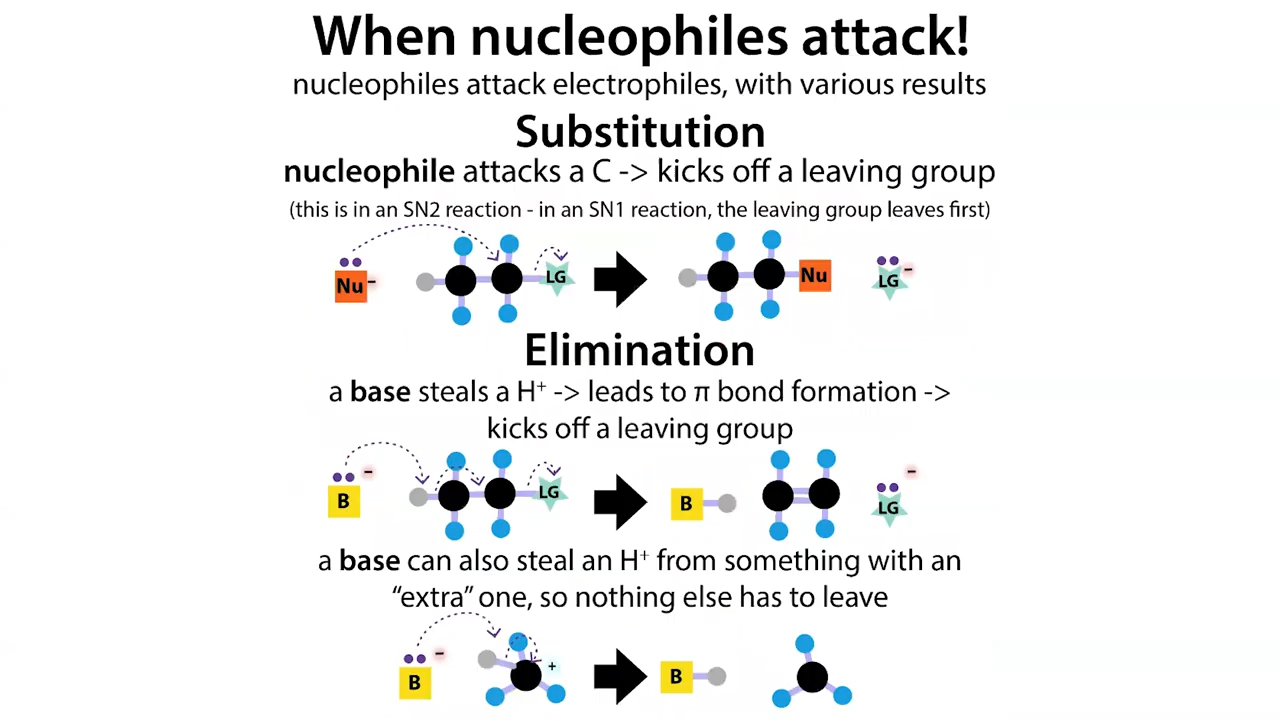 When nucleophiles attack!
nucleophiles attack electrophiles, with various results
Substitution
nucleophile attacks a C -> kicks off a leaving group
(this is in an SN2 reaction - in an SN1 reaction, the leaving group leaves first)
Nu − LG Nu LG −
Elimination
a base steals a H⁺ -> leads to π bond formation ->
kicks off a leaving group
B − LG B LG −
a base can also steal an H⁺ from something with an
“extra” one, so nothing else has to leave
B − + B